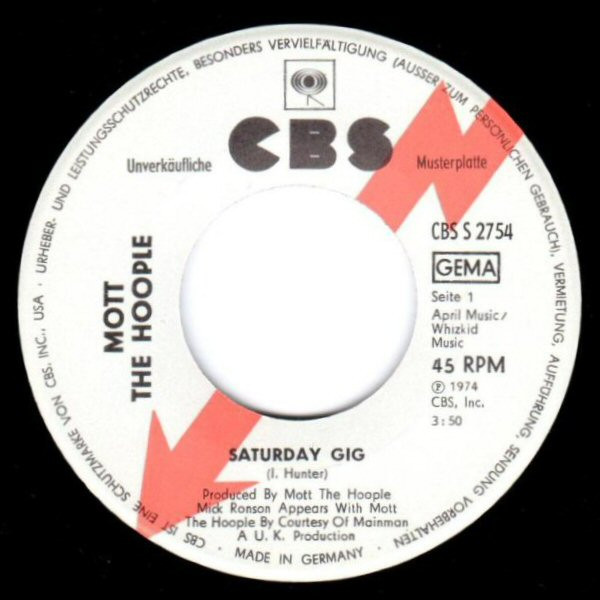 CBS
Unverkäufliche
Musterplatte
MOTT
THE HOOPLE
CBS S 2754
GEMA
Seite 1
April Music/
Whizkid
Music
45 RPM
Ⓟ 1974
CBS, Inc.
3:50
SATURDAY GIG
(I. Hunter)
Produced By Mott The Hoople
Mick Ronson Appears With Mott
The Hoople By Courtesy Of Mainman
A U. K. Production
• CBS IST EINE SCHUTZMARKE VON CBS, INC., USA · URHEBER- UND LEISTUNGSSCHUTZRECHTE, BESONDERS VERVIELFÄLTIGUNG (AUSSER ZUM PERSÖNLICHEN GEBRAUCH), VERMIETUNG, AUFFÜHRUNG, SENDUNG VORBEHALTEN •
MADE IN GERMANY